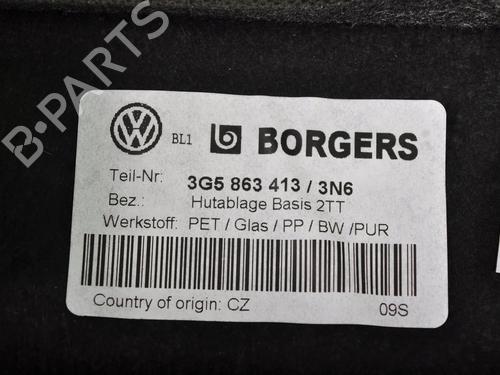 BL1 BORGERS
Teil-Nr: 3G5 863 413 / 3N6
Bez.: Hutablage Basis 2TT
Werkstoff: PET / Glas / PP / BW /PUR
Country of origin: CZ 09S
B-PARTS